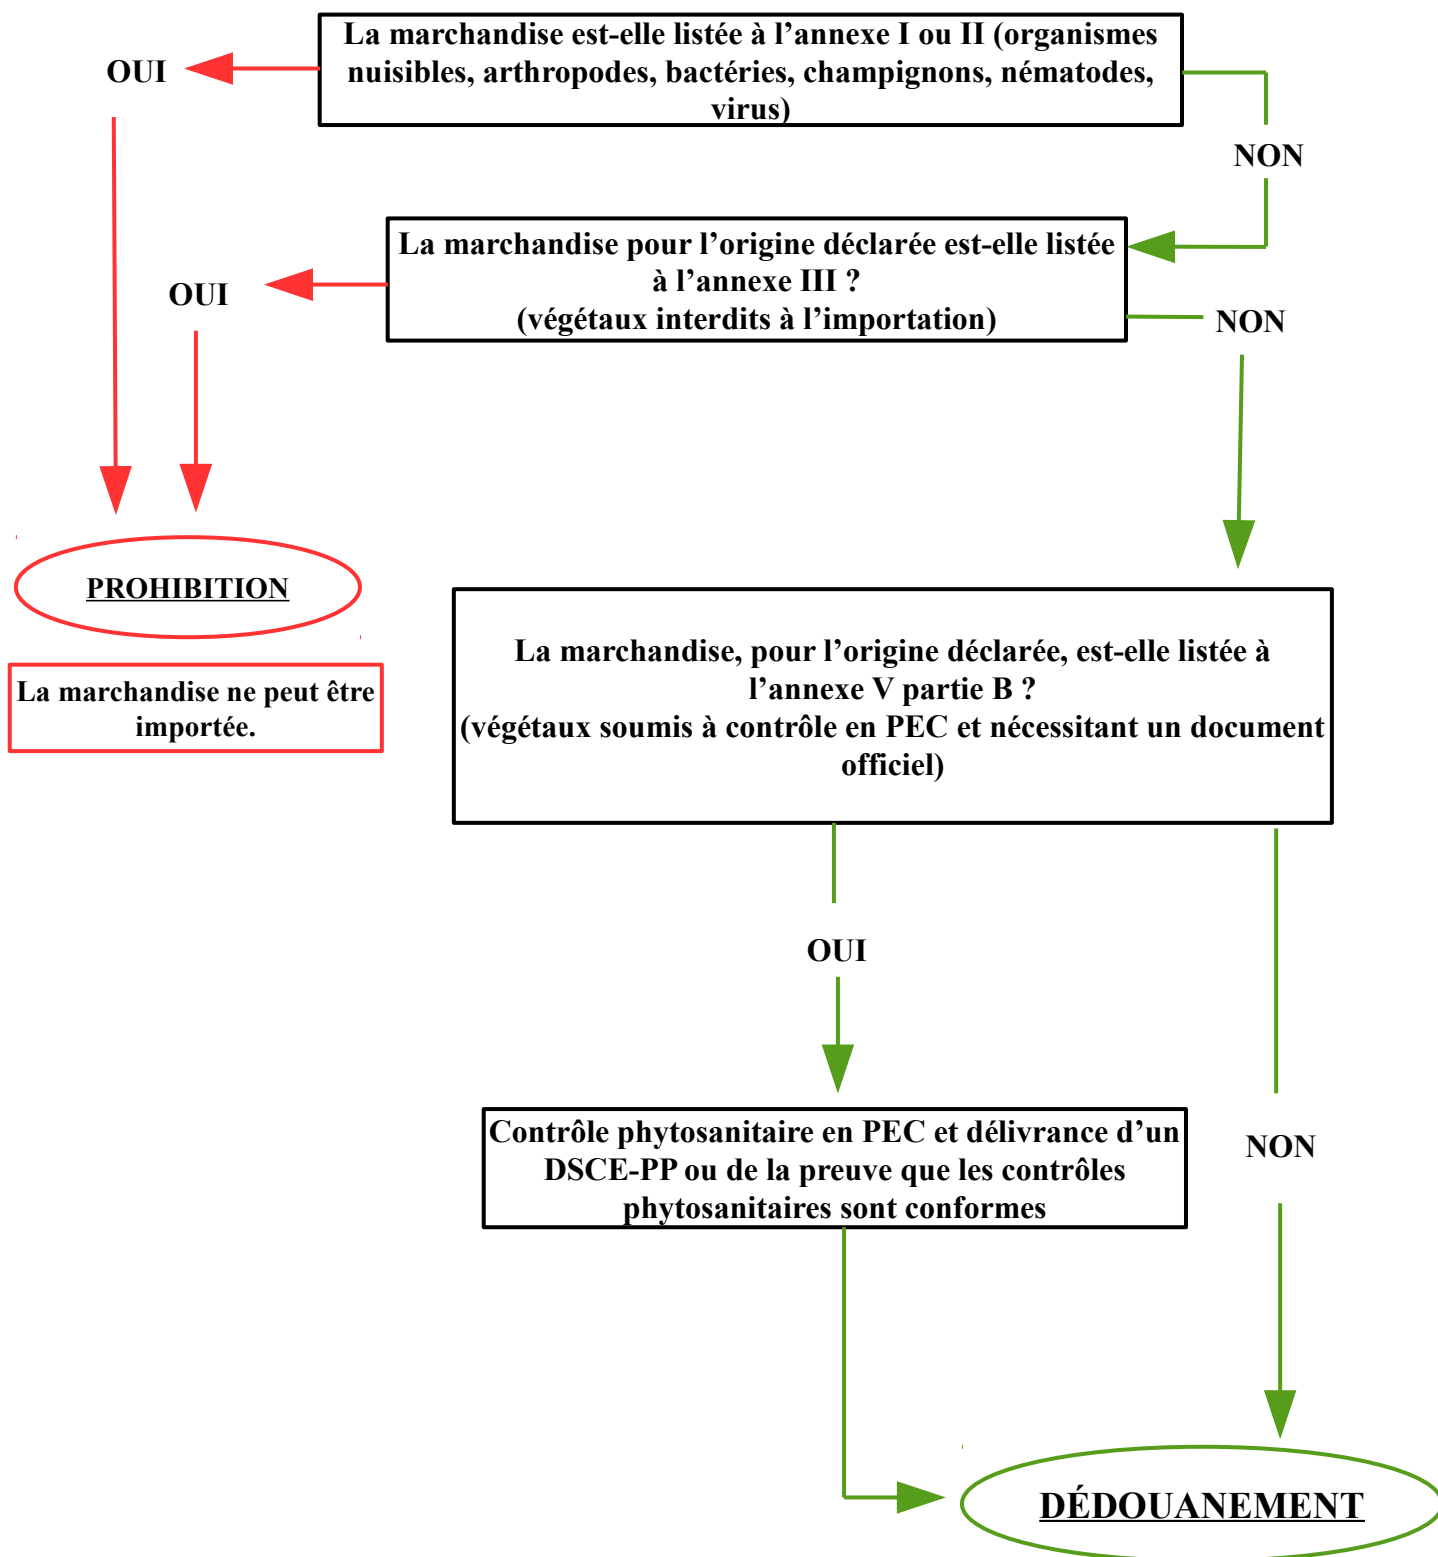 La marchandise est-elle listée à l’annexe I ou II (organismes
nuisibles, arthropodes, bactéries, champignons, nématodes,
virus)
OUI
NON
La marchandise pour l’origine déclarée est-elle listée
à l’annexe III ?
(végétaux interdits à l’importation)
OUI
NON
PROHIBITION
La marchandise ne peut être
importée.
La marchandise, pour l’origine déclarée, est-elle listée à
l’annexe V partie B ?
(végétaux soumis à contrôle en PEC et nécessitant un document
officiel)
OUI
NON
Contrôle phytosanitaire en PEC et délivrance d’un
DSCE-PP ou de la preuve que les contrôles
phytosanitaires sont conformes
DÉDOUANEMENT